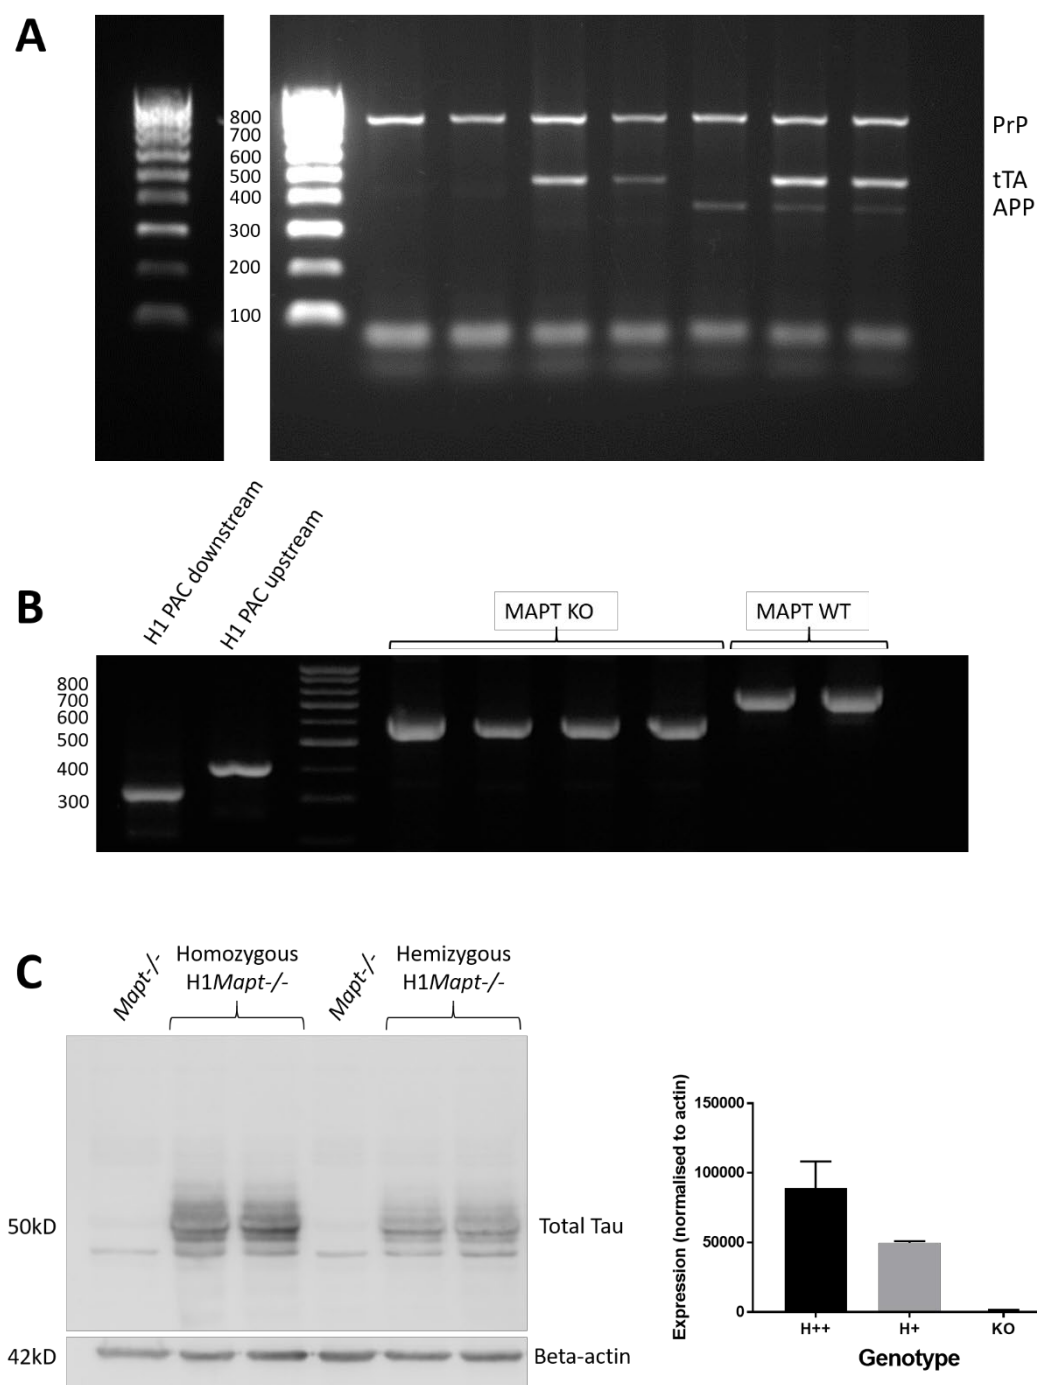 A
800
700
600
500
400
300
200
100
PrP
tTA
APP
B
H1 PAC downstream
H1 PAC upstream
MAPT KO
MAPT WT
800
700
600
500
400
300
C
Mapt-/-
Homozygous
H1Mapt-/-
Mapt-/-
Hemizygous
H1Mapt-/-
50kD
Total Tau
42kD
Beta-actin
Expression (normalised to actin)
150000
100000
50000
0
H++
H+
KO
Genotype